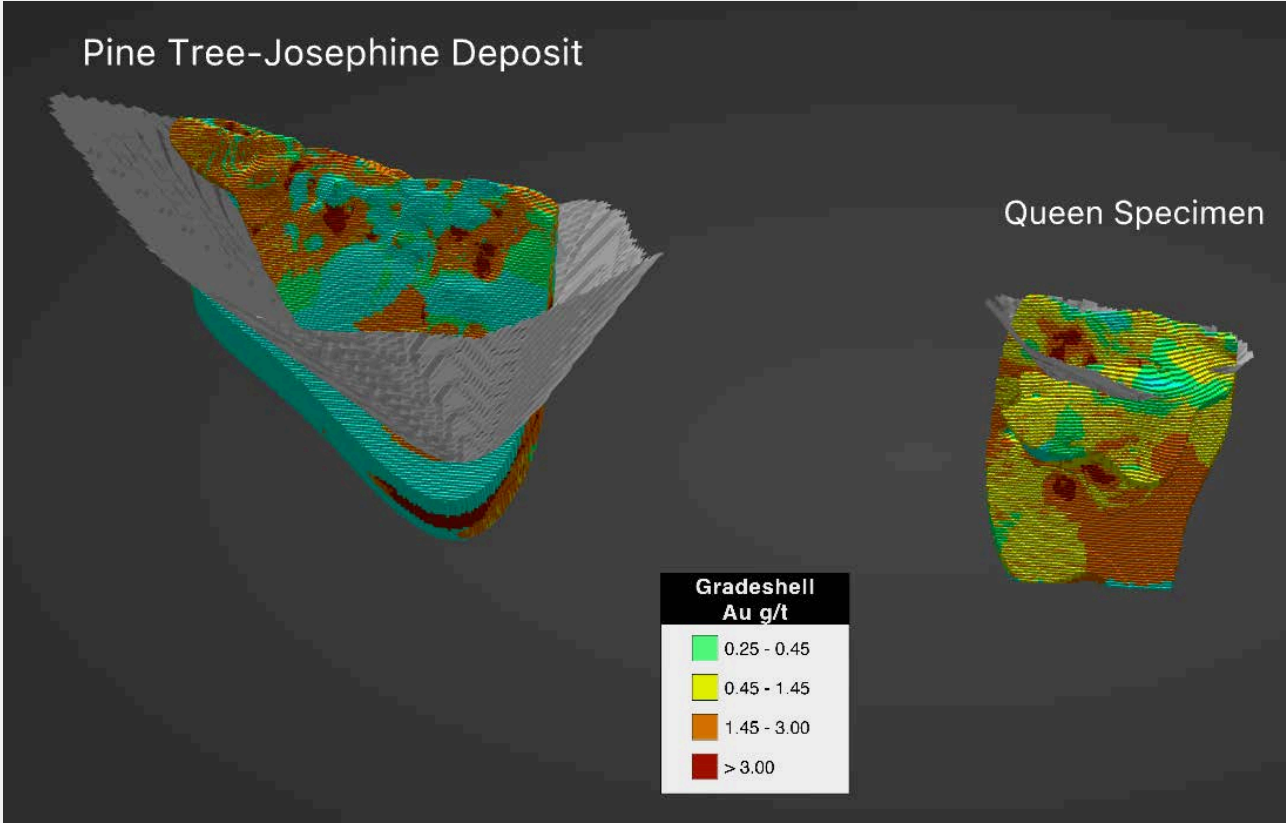 Pine Tree-Josephine Deposit
Queen Specimen
Gradeshell
Au g/t
0.25 - 0.45
0.45 - 1.45
1.45 - 3.00
> 3.00